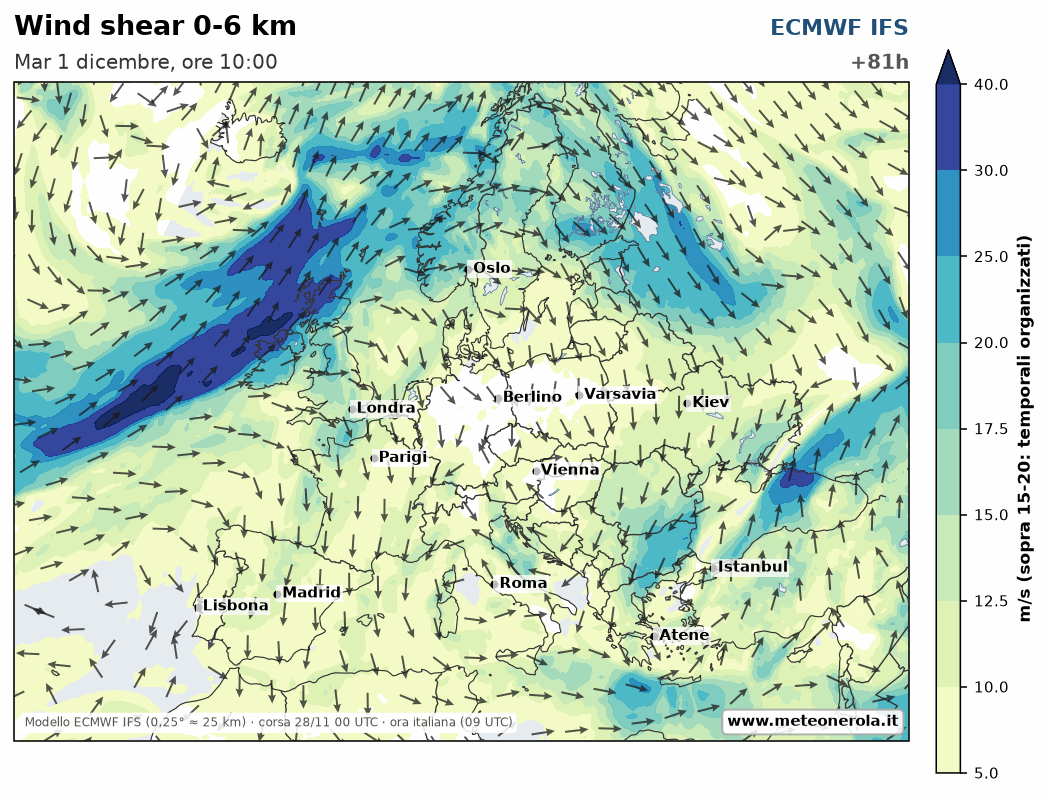 Wind shear 0-6 km
ECMWF IFS
Mar 1 dicembre, ore 10:00
+81h
40.0
30.0
25.0
20.0
17.5
15.0
12.5
10.0
5.0
m/s (sopra 15-20: temporali organizzati)
Oslo
Berlino
Varsavia
Londra
Kiev
Parigi
Vienna
Istanbul
Roma
Madrid
Lisbona
Atene
Modello ECMWF IFS (0,25° ≈ 25 km) · corsa 28/11 00 UTC · ora italiana (09 UTC)
www.meteonerola.it